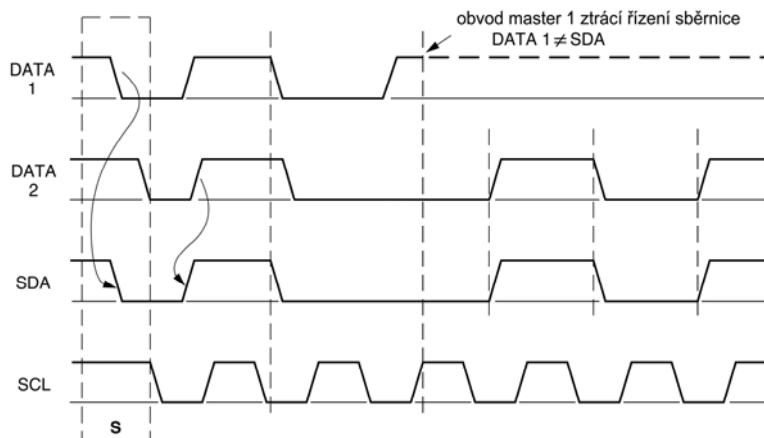 obvod master 1 ztrácí řízení sběrnice
DATA 1 ≠ SDA
DATA
1
DATA
2
SDA
SCL
S